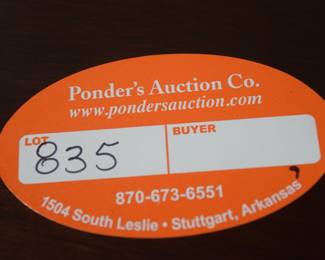 Ponder's Auction Co.
www.pondersauction.com
LOT BUYER
835
870-673-6551
1504 South Leslie • Stuttgart, Arkansas